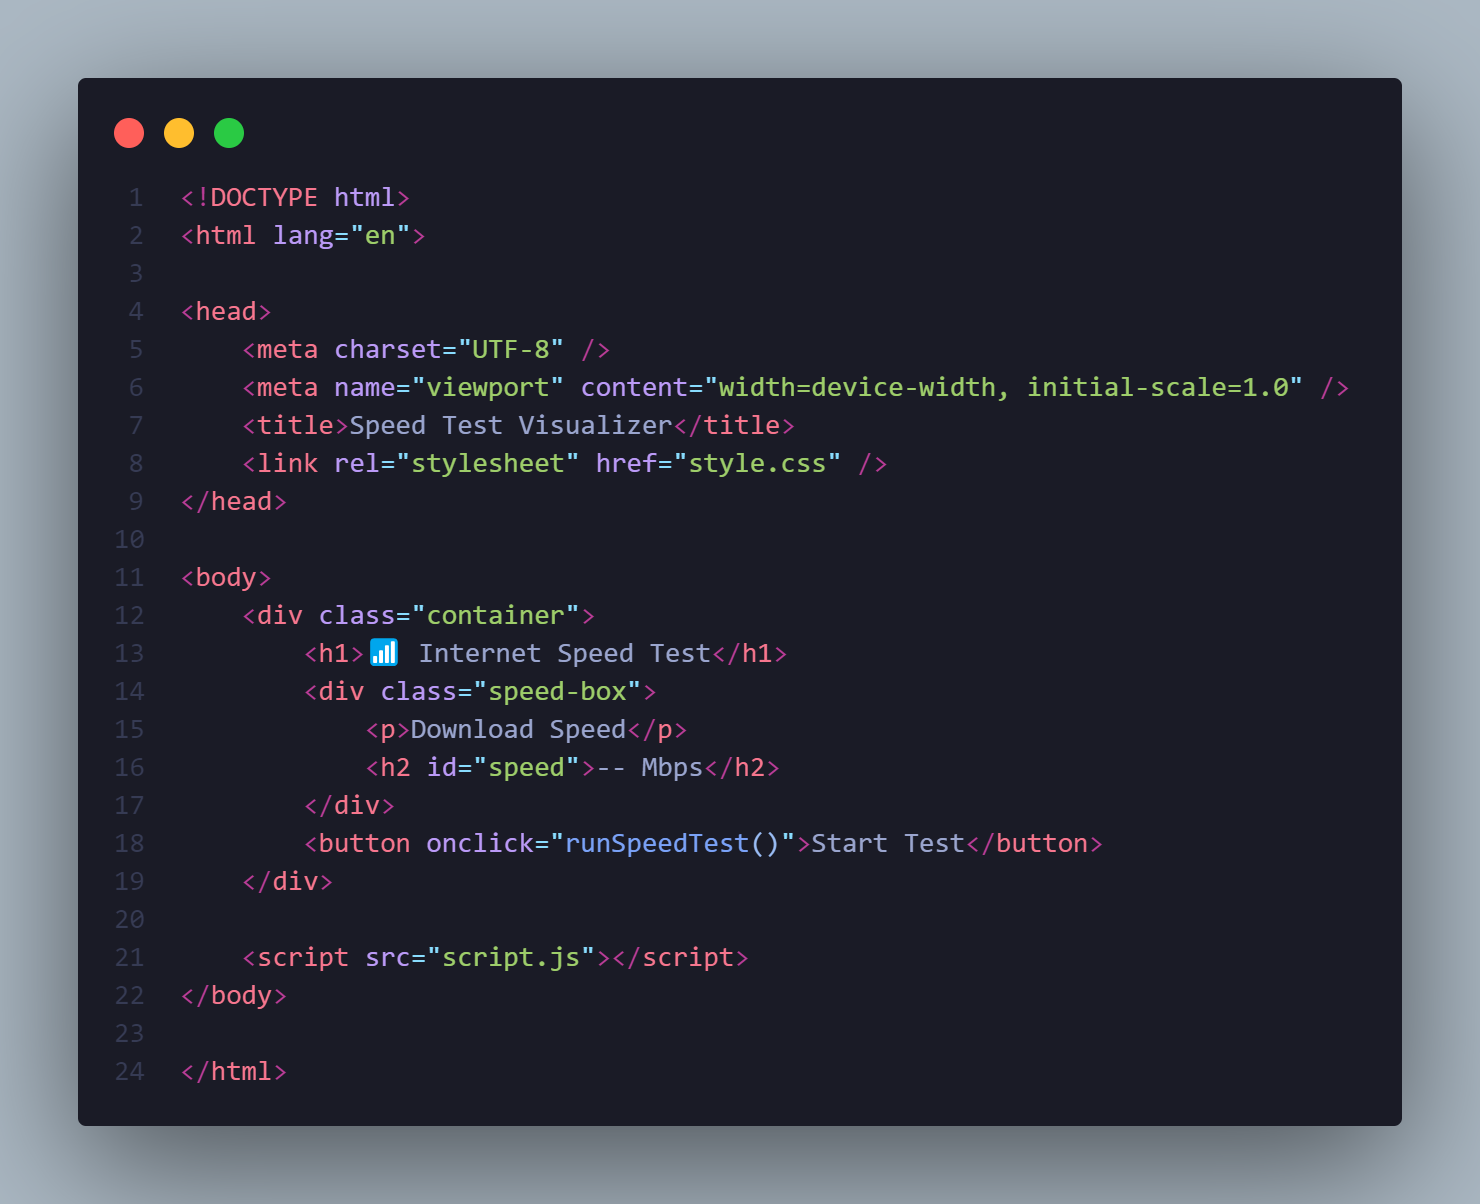 1 <!DOCTYPE html>
2 <html lang="en">
3
4 <head>
5     <meta charset="UTF-8" />
6     <meta name="viewport" content="width=device-width, initial-scale=1.0" />
7     <title>Speed Test Visualizer</title>
8     <link rel="stylesheet" href="style.css" />
9 </head>
10
11 <body>
12     <div class="container">
13         <h1>📶 Internet Speed Test</h1>
14         <div class="speed-box">
15             <p>Download Speed</p>
16             <h2 id="speed">-- Mbps</h2>
17         </div>
18         <button onclick="runSpeedTest()">Start Test</button>
19     </div>
20
21     <script src="script.js"></script>
22 </body>
23
24 </html>